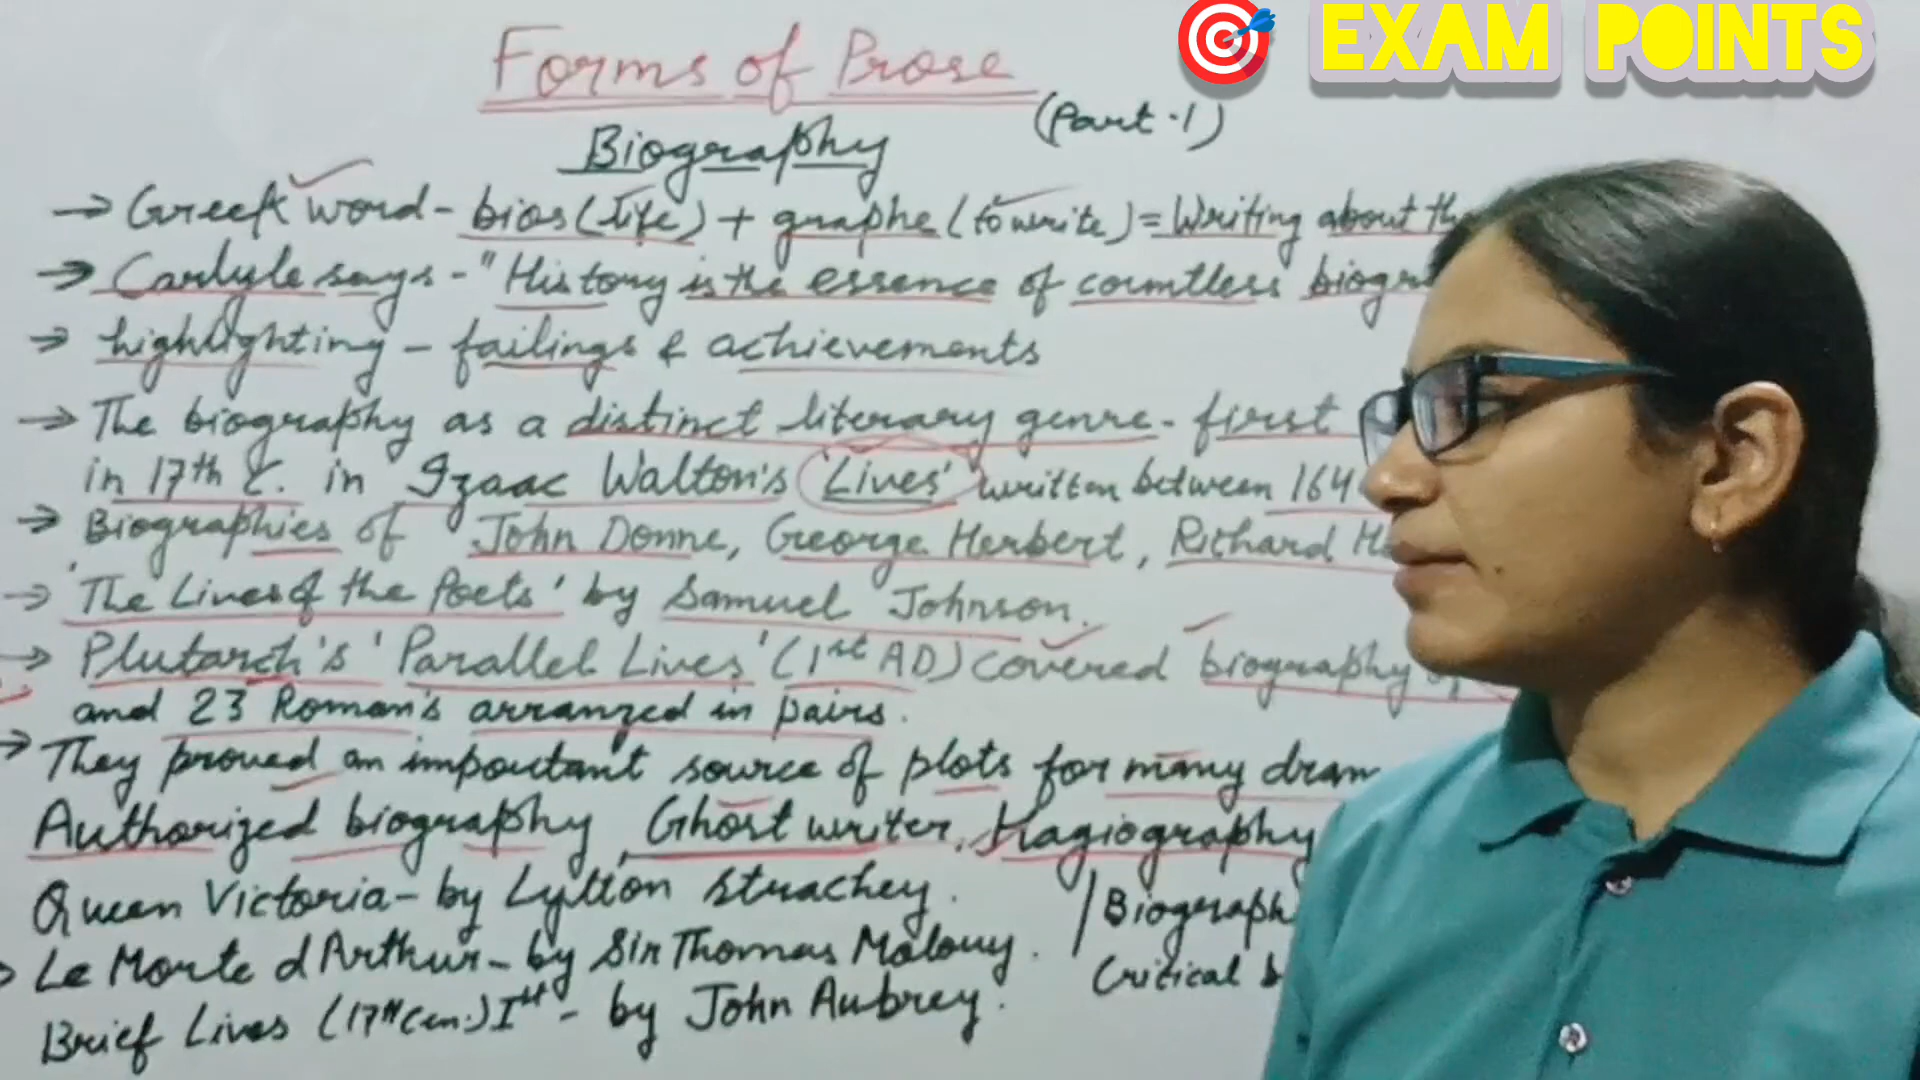 EXAM POINTS
Forms of Prose
(Part-1)
Biography
→ Greek word - bios (life) + graphe (to write) = Writing about
→ Carlyle says - "History is the essence of countless
→ highlighting - failings & achievements
→ The biography as a distinct literary genre - first
in 17th C. in Izaac Walton's 'Lives' written between 164
→ Biographies of John Donne, George Herbert, Richard
→ 'The Lives of the Poets' by Samuel Johnson.
→ Plutarch's 'Parallel Lives' (1st AD) covered biography
and 23 Roman's arranged in pairs.
→ They proved an important source of plots for many
Authorized biography, Ghost writer, Hagiography
Queen Victoria - by Lytton Strachey.
Biograph
Le Morte d Arthur - by Sir Thomas Malory.
Critical
Brief Lives (17th Cen.) Ist - by John Aubrey.